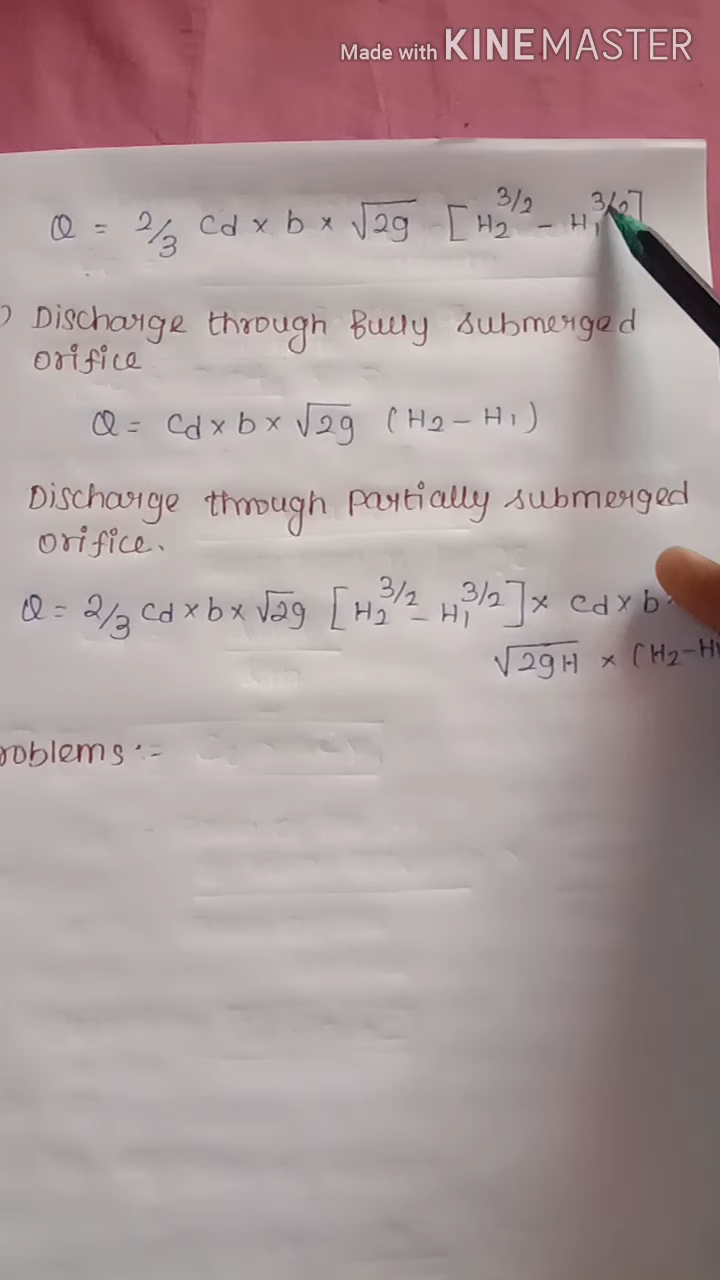 Made with KINEMASTER
Q = 2/3 Cd × b × √2g [H₂^3/2 - H₁^3/2]
) Discharge through fully submerged
orifice
Q = Cd × b × √2g (H₂ - H₁)
Discharge through partially submerged
orifice.
Q = 2/3 Cd × b × √2g [H₂^3/2 - H₁^3/2] × Cd × b
√2gH × (H₂-H
roblems :-